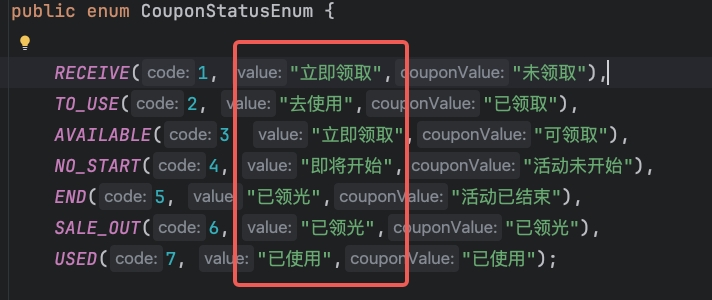 public enum CouponStatusEnum {
RECEIVE( code: 1, value: "立即领取", couponValue: "未领取"),
TO_USE( code: 2, value: "去使用", couponValue: "已领取"),
AVAILABLE( code: 3 value: "立即领取", couponValue: "可领取"),
NO_START( code: 4, value: "即将开始", couponValue: "活动未开始"),
END( code: 5, value: "已领光", couponValue: "活动已结束"),
SALE_OUT( code: 6, value: "已领光", couponValue: "已领光"),
USED( code: 7, value: "已使用", couponValue: "已使用");